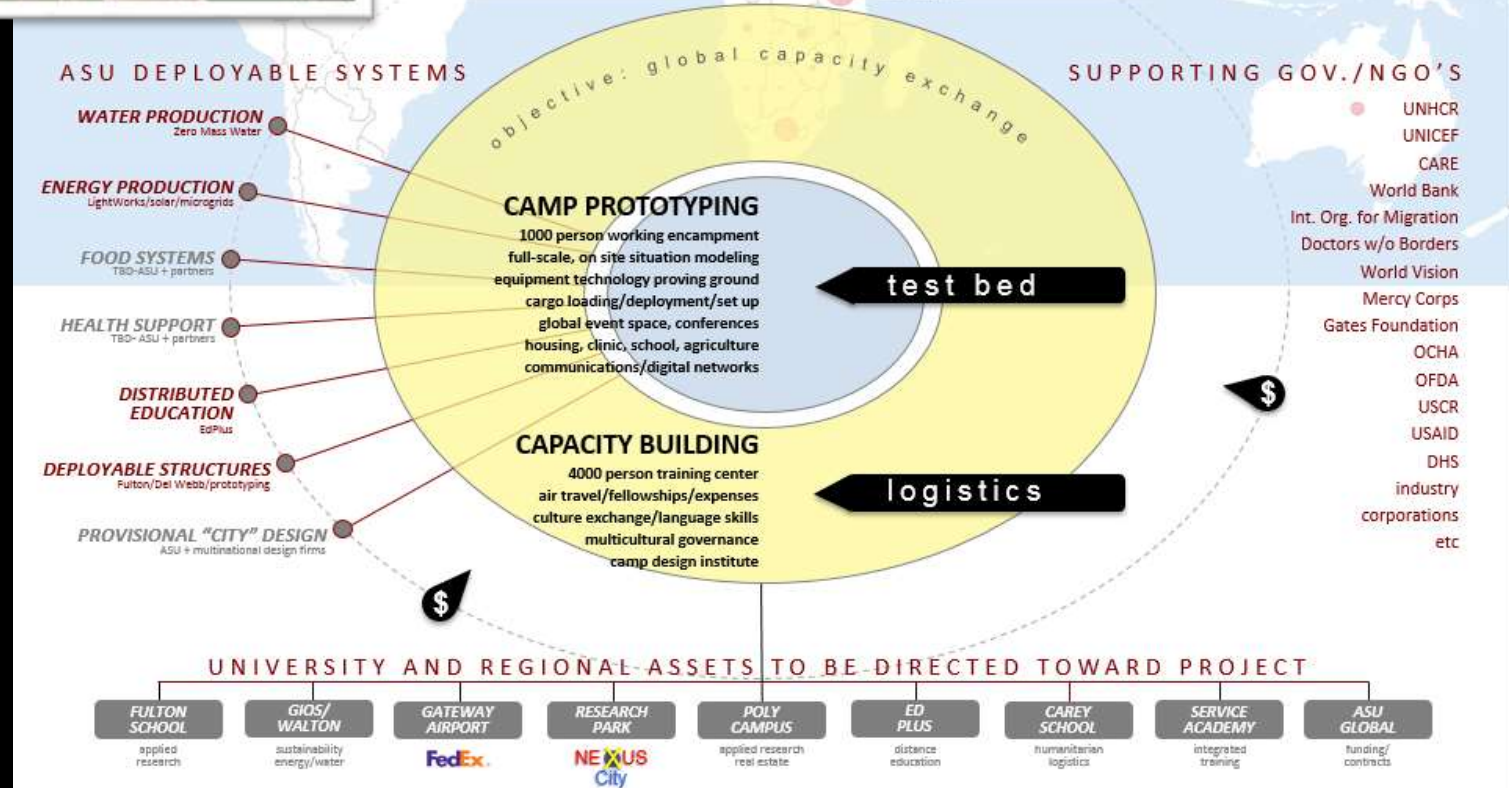 objective: global capacity exchange
ASU DEPLOYABLE SYSTEMS
WATER PRODUCTION
Zero Mass Water
ENERGY PRODUCTION
LightWorks/solar/microgrids
FOOD SYSTEMS
TBD-ASU + partners
HEALTH SUPPORT
TBD- ASU + partners
DISTRIBUTED
EDUCATION
EdPlus
DEPLOYABLE STRUCTURES
Fulton/Del Webb/prototyping
PROVISIONAL "CITY" DESIGN
ASU + multinational design firms
CAMP PROTOTYPING
1000 person working encampment
full-scale, on site situation modeling
equipment technology proving ground
cargo loading/deployment/set up
global event space, conferences
housing, clinic, school, agriculture
communications/digital networks
test bed
CAPACITY BUILDING
4000 person training center
air travel/fellowships/expenses
culture exchange/language skills
multicultural governance
camp design institute
logistics
$
$
SUPPORTING GOV./NGO'S
UNHCR
UNICEF
CARE
World Bank
Int. Org. for Migration
Doctors w/o Borders
World Vision
Mercy Corps
Gates Foundation
OCHA
OFDA
USCR
USAID
DHS
industry
corporations
etc
UNIVERSITY AND REGIONAL ASSETS TO BE DIRECTED TOWARD PROJECT
FULTON
SCHOOL
applied
research
GIOS/
WALTON
sustainability
energy/water
GATEWAY
AIRPORT
FedEx.
RESEARCH
PARK
NEXUS
City
POLY
CAMPUS
applied research
real estate
ED
PLUS
distance
education
CAREY
SCHOOL
humanitarian
logistics
SERVICE
ACADEMY
integrated
training
ASU
GLOBAL
funding/
contracts